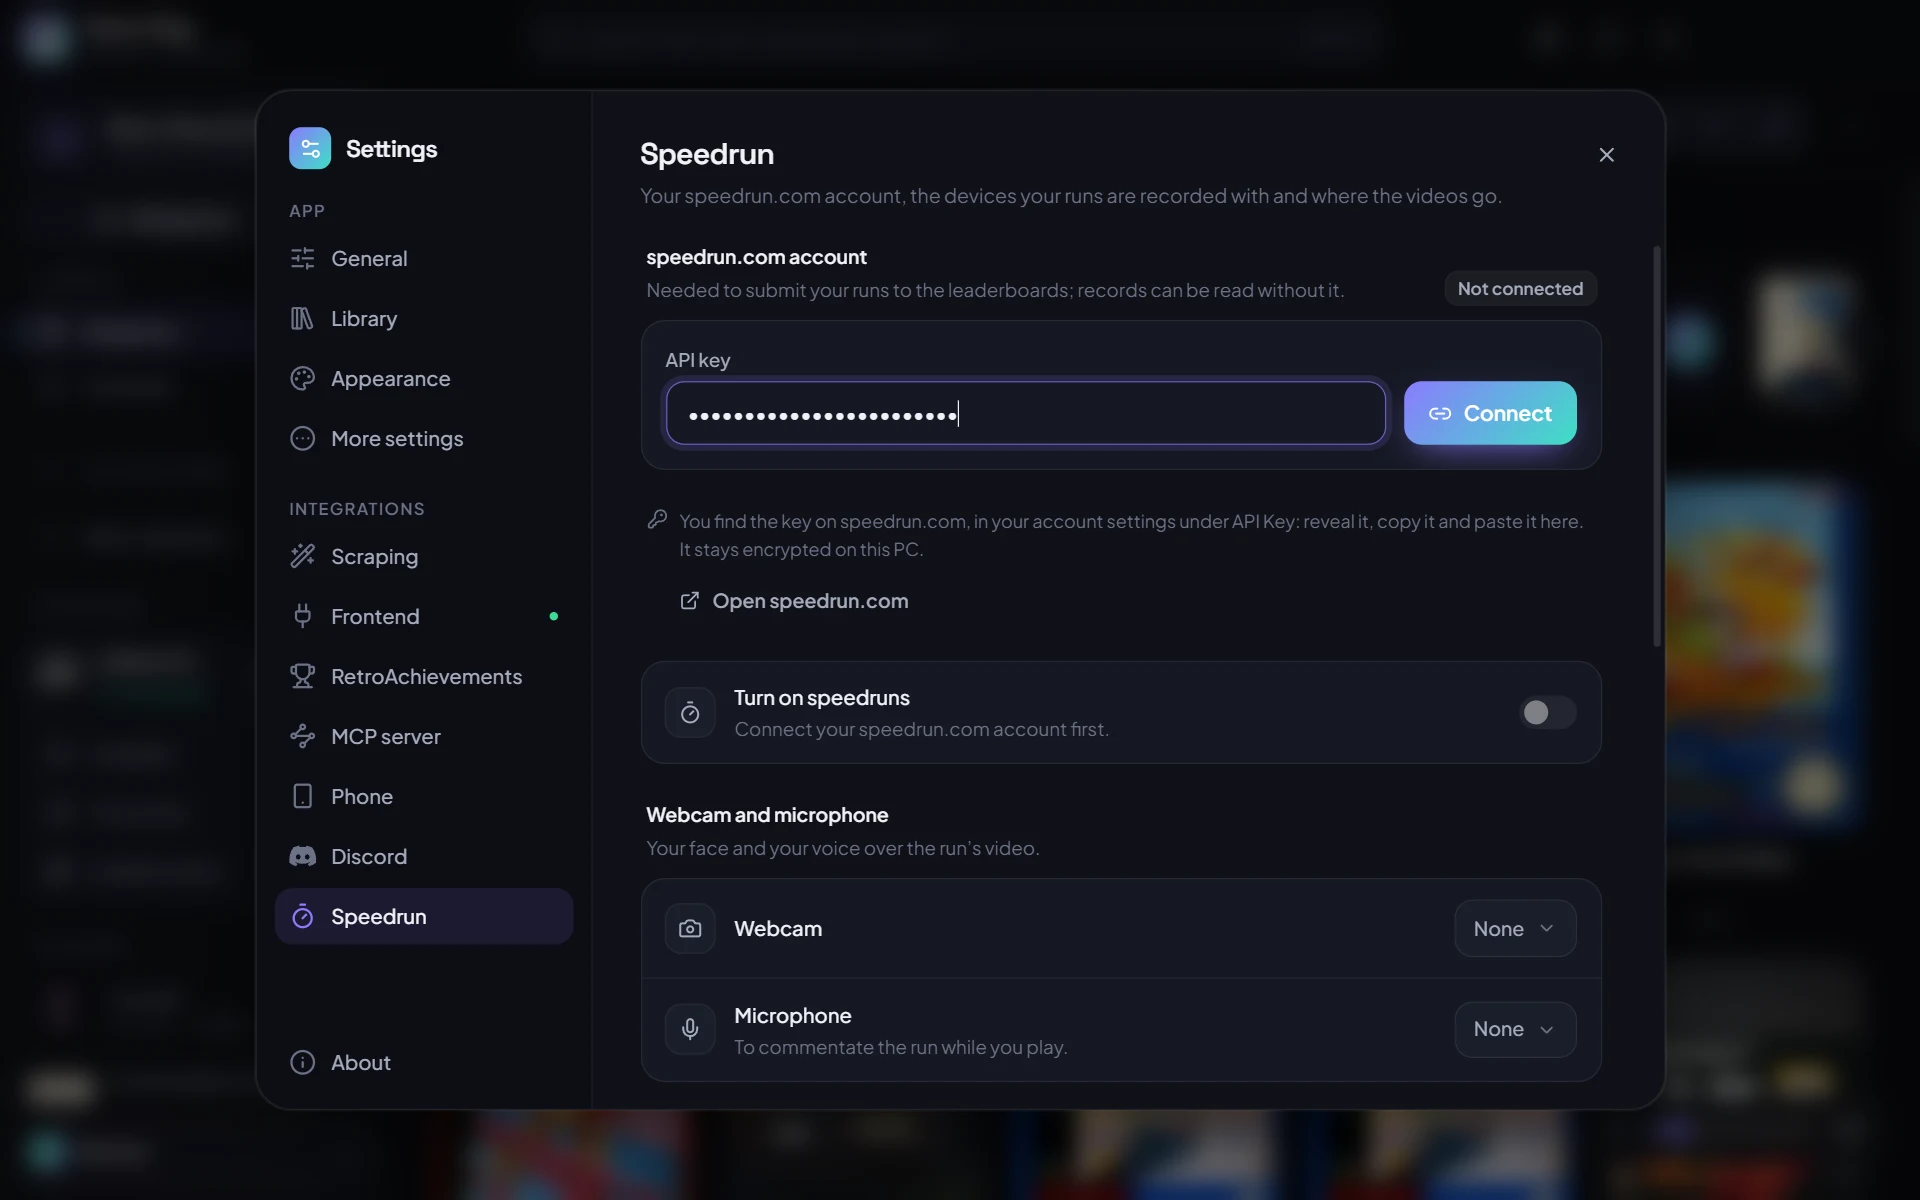 Settings
APP
General
Library
Appearance
More settings
INTEGRATIONS
Scraping
Frontend
RetroAchievements
MCP server
Phone
Discord
Speedrun
About
Speedrun
Your speedrun.com account, the devices your runs are recorded with and where the videos go.
speedrun.com account
Needed to submit your runs to the leaderboards; records can be read without it.
Not connected
API key
••••••••••••••••••••••••
Connect
You find the key on speedrun.com, in your account settings under API Key: reveal it, copy it and paste it here.
It stays encrypted on this PC.
Open speedrun.com
Turn on speedruns
Connect your speedrun.com account first.
Webcam and microphone
Your face and your voice over the run's video.
Webcam
None
Microphone
To commentate the run while you play.
None